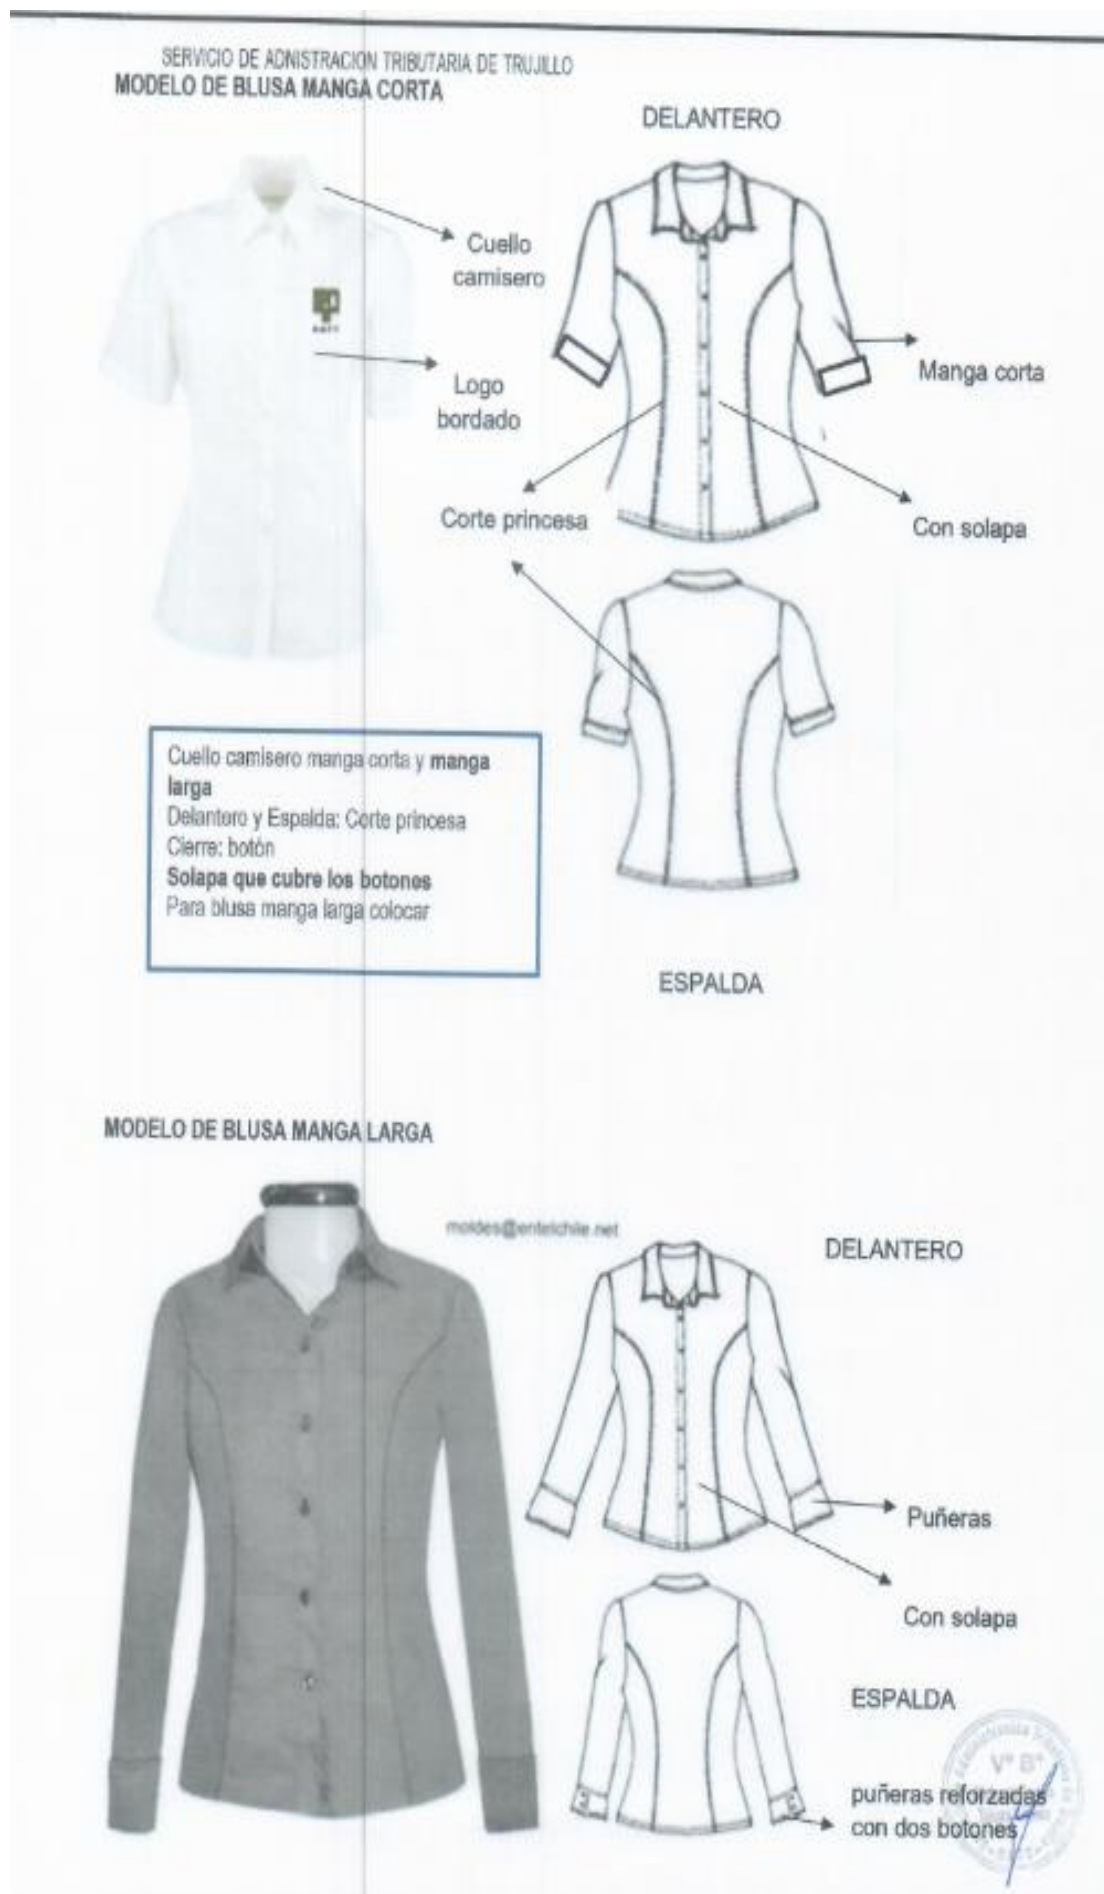 SERVICIO DE ADNISTRACION TRIBUTARIA DE TRUJILLO
MODELO DE BLUSA MANGA CORTA
DELANTERO
Cuello
camisero
Logo
bordado
Manga corta
Corte princesa
Con solapa
Cuello camisero manga corta y manga
larga
Delantero y Espalda: Corte princesa
Cierre: botón
Solapa que cubre los botones
Para blusa manga larga colocar
ESPALDA
MODELO DE BLUSA MANGA LARGA
moldes@entelchile.net
DELANTERO
Puñeras
Con solapa
ESPALDA
V° B°
puñeras reforzadas
con dos botones